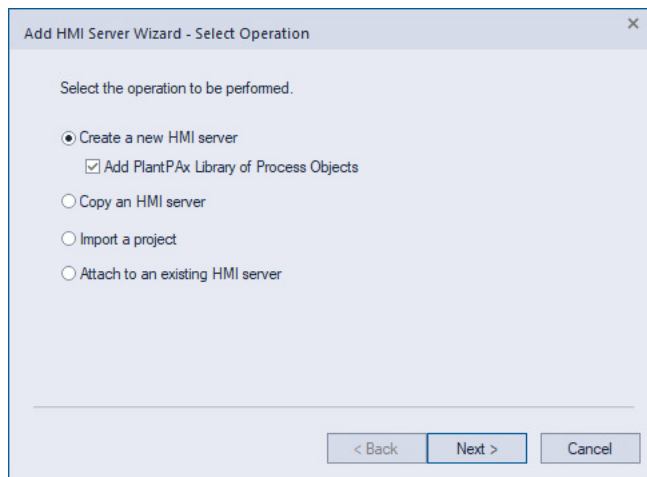 Add HMI Server Wizard - Select Operation
Select the operation to be performed.
Create a new HMI server
Add PlantPAx Library of Process Objects
Copy an HMI server
Import a project
Attach to an existing HMI server
< Back Next > Cancel